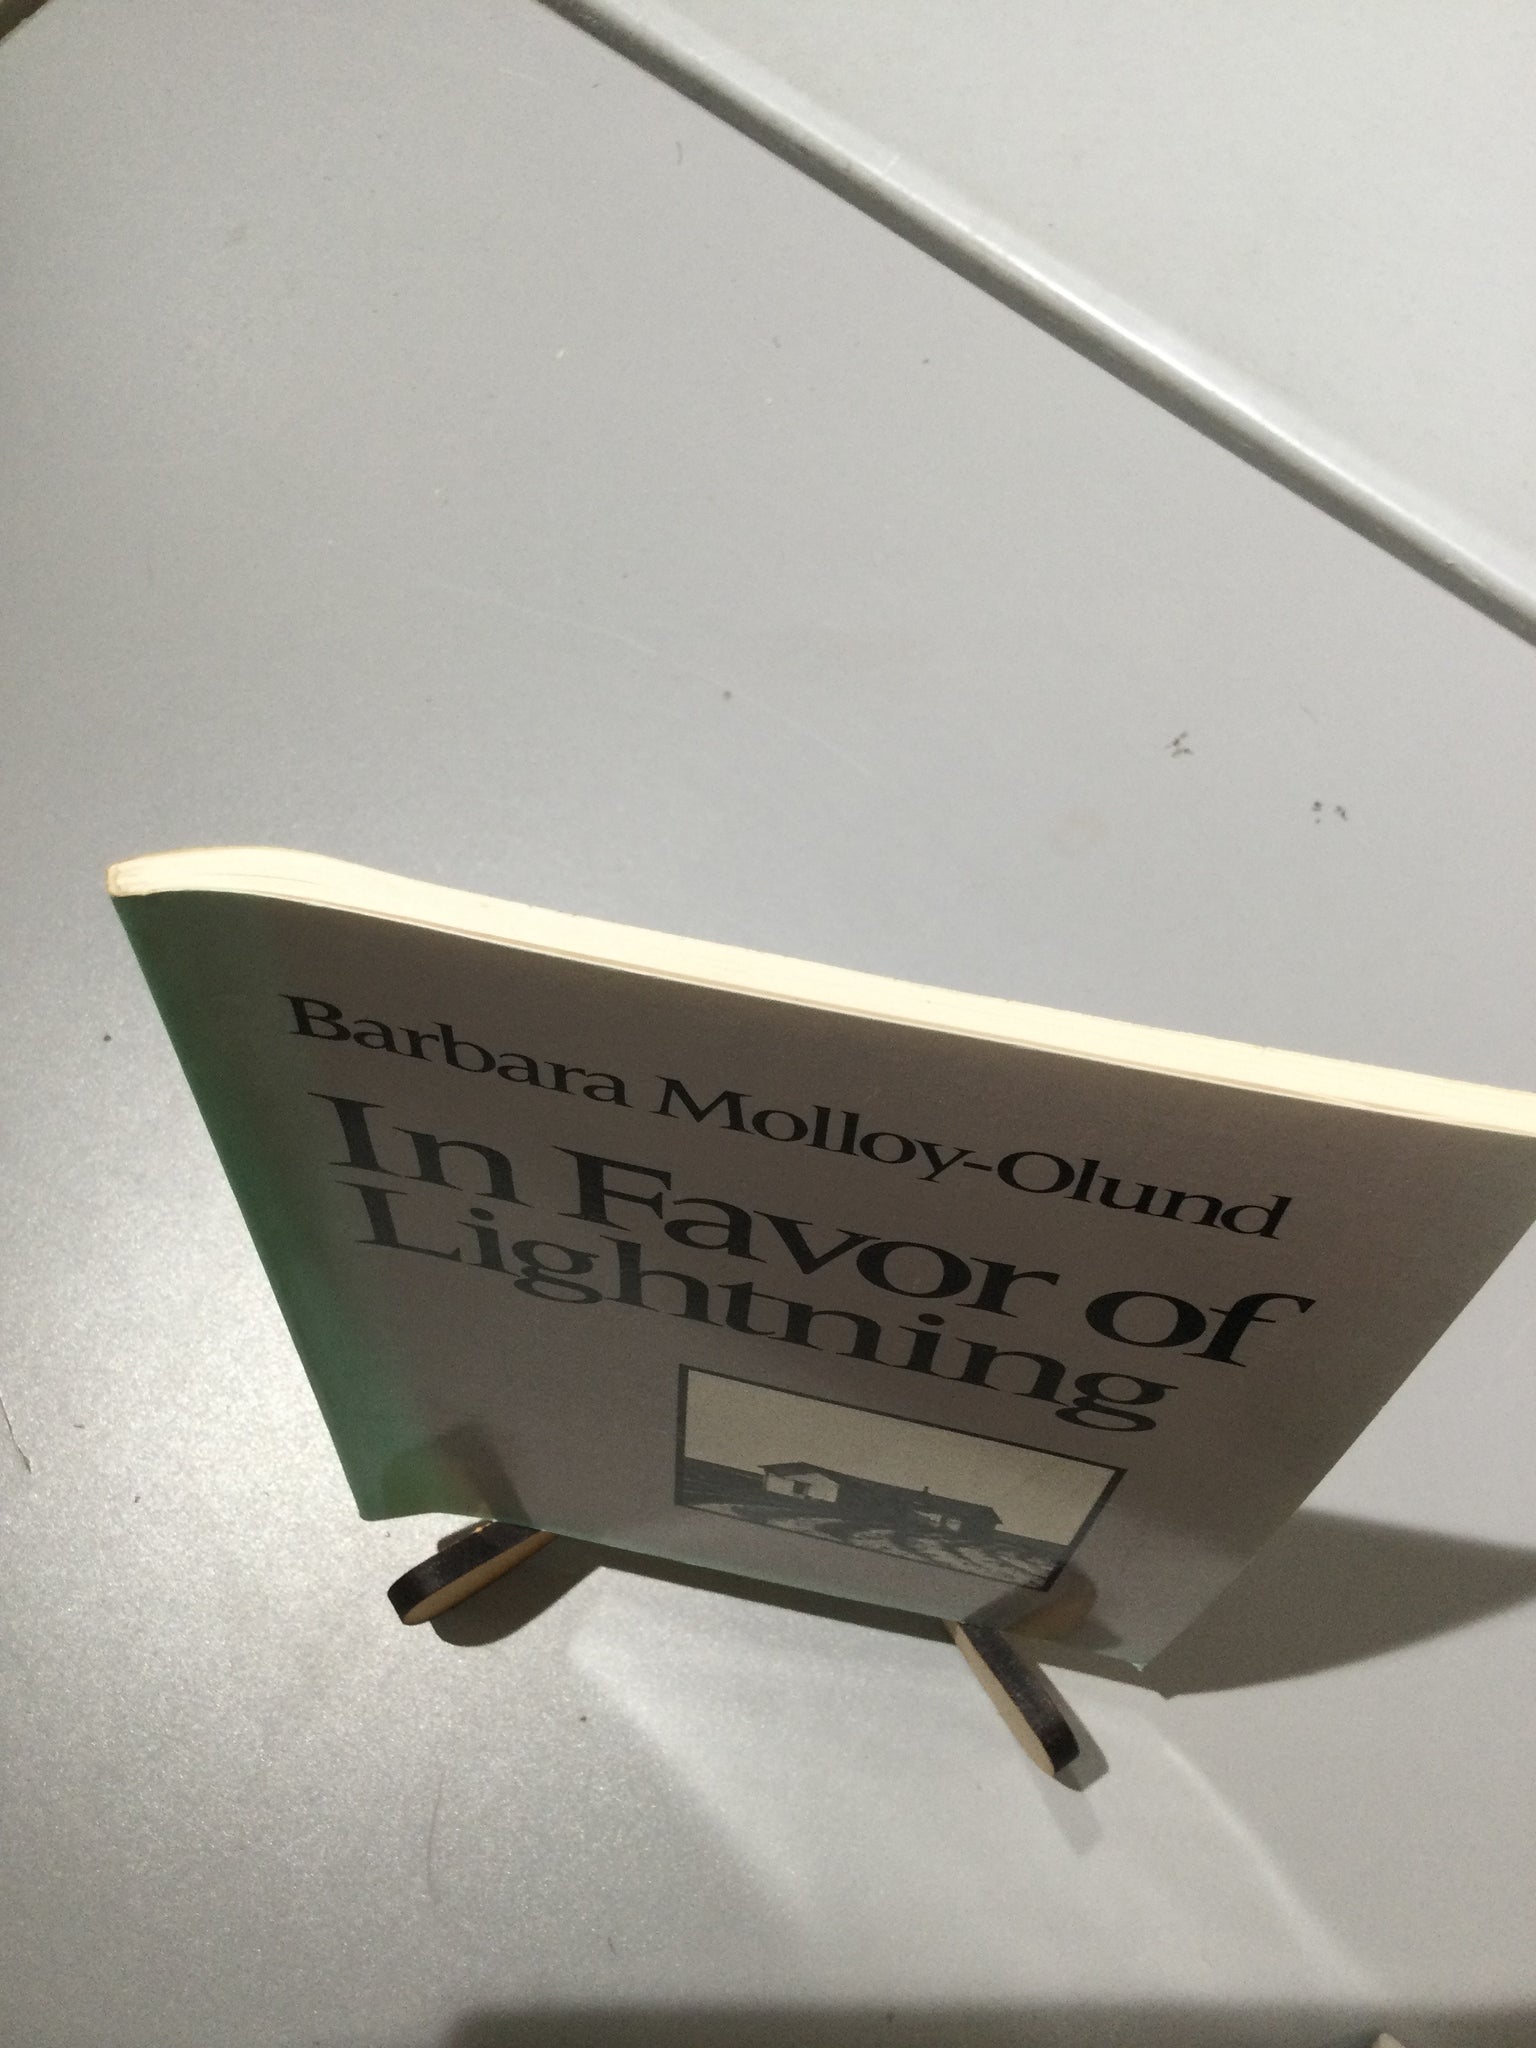 Barbara Molloy-Olund
In Favor of
Lightning